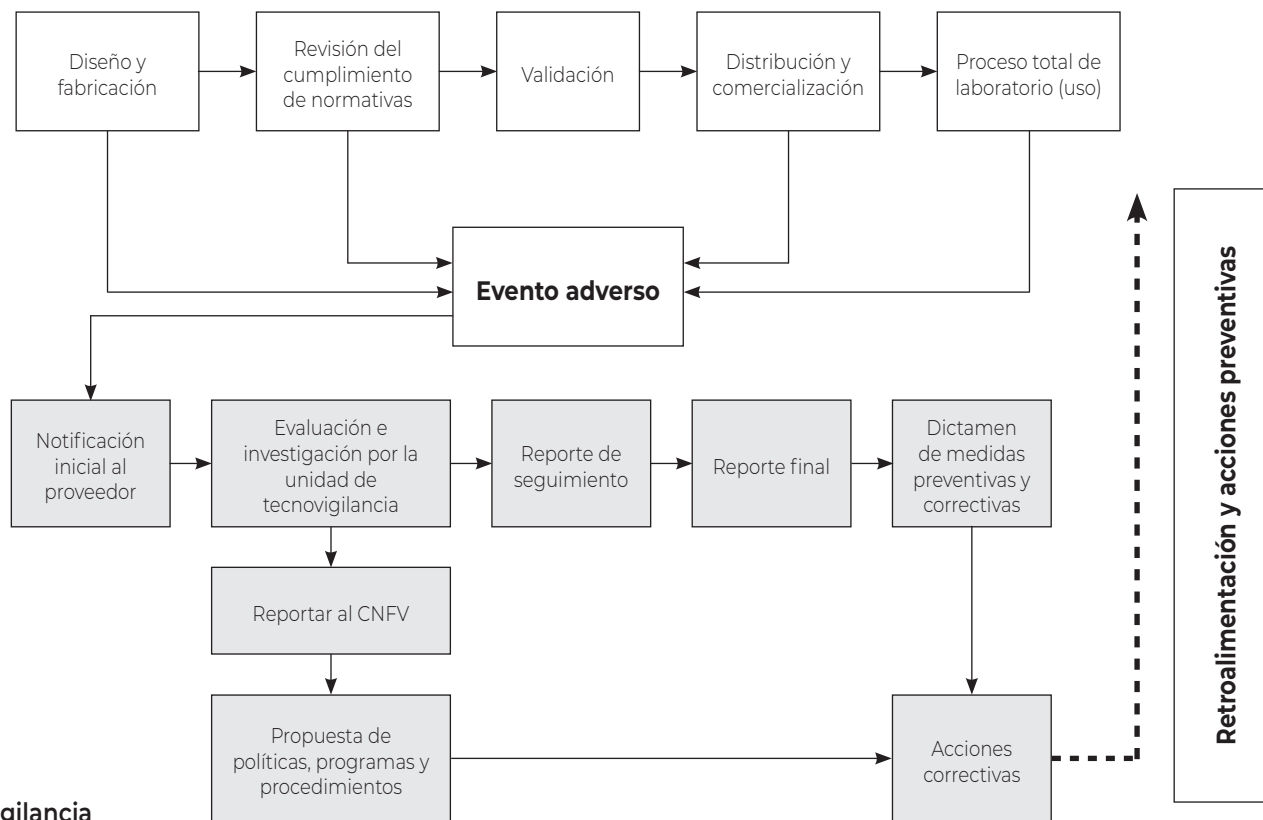 Diseño y
fabricación
Revisión del
cumplimiento
de normativas
Validación
Distribución y
comercialización
Proceso total de
laboratorio (uso)
Evento adverso
Notificación
inicial al
proveedor
Evaluación e
investigación por la
unidad de
tecnovigilancia
Reporte de
seguimiento
Reporte final
Dictamen
de medidas
preventivas y
correctivas
Reportar al CNFV
Propuesta de
políticas, programas y
procedimientos
Acciones
correctivas
Retroalimentación y acciones preventivas
gilancia